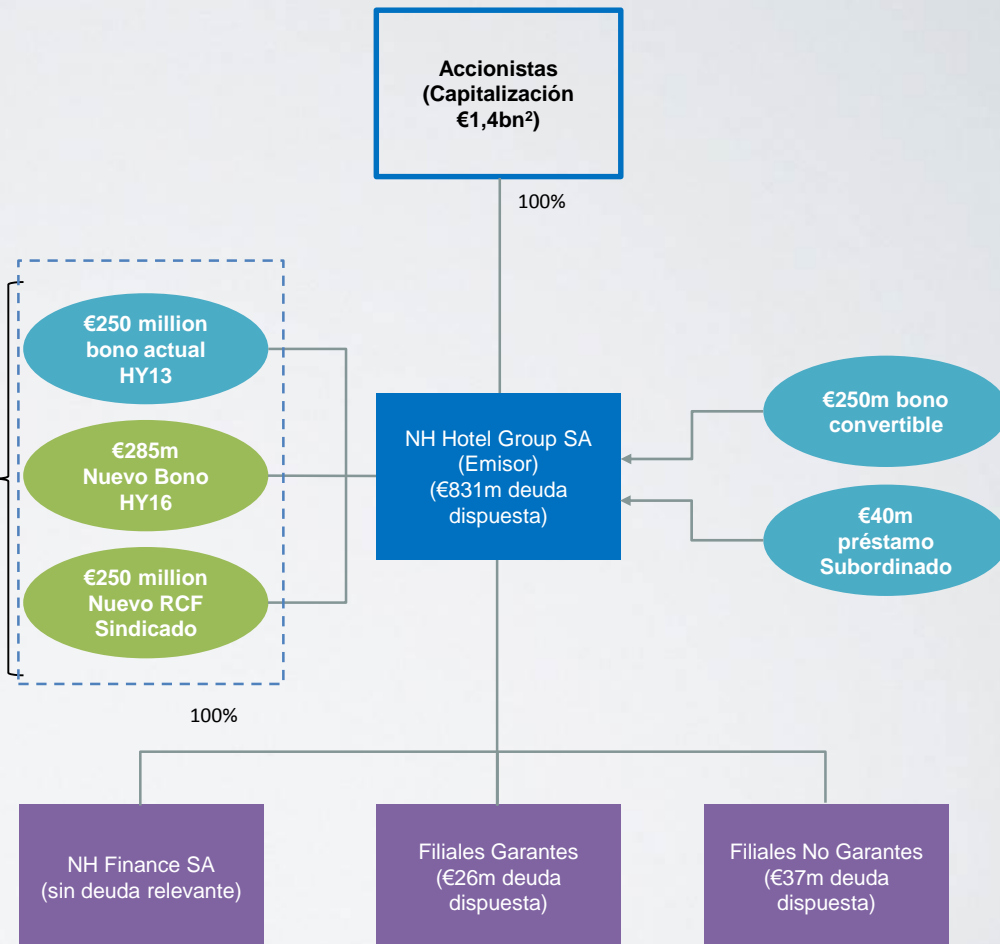 Accionistas
(Capitalización
€1,4bn²)
100%
€250 million
bono actual
HY13
€285m
Nuevo Bono
HY16
€250 million
Nuevo RCF
Sindicado
NH Hotel Group SA
(Emisor)
(€831m deuda
dispuesta)
€250m bono
convertible
€40m
préstamo
Subordinado
100%
NH Finance SA
(sin deuda relevante)
Filiales Garantes
(€26m deuda
dispuesta)
Filiales No Garantes
(€37m deuda
dispuesta)